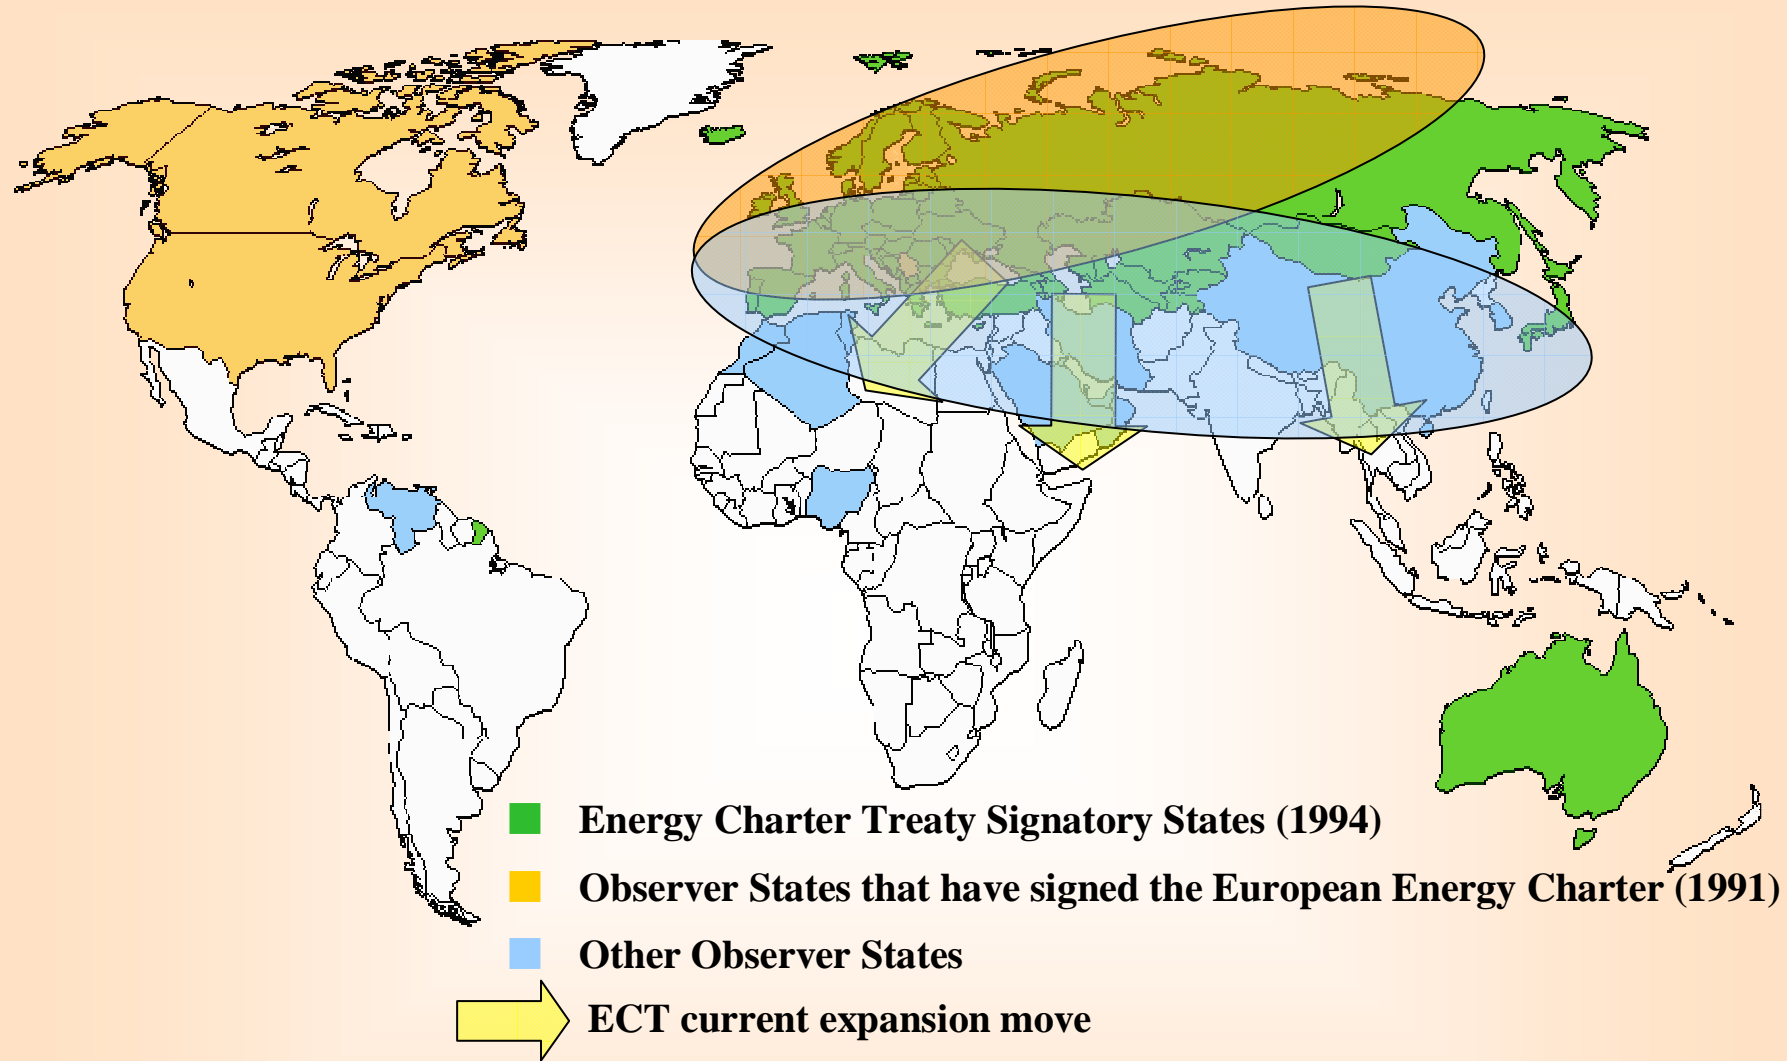 Energy Charter Treaty Signatory States (1994)
Observer States that have signed the European Energy Charter (1991)
Other Observer States
ECT current expansion move